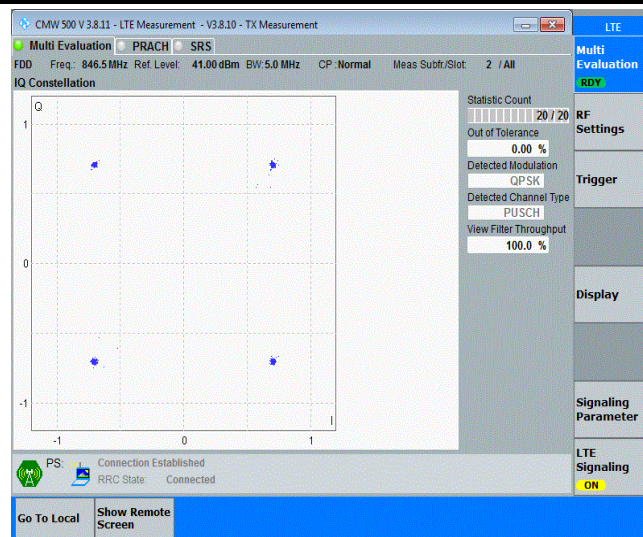 CMW 500 V 3.8.11 - LTE Measurement - V3.8.10 - TX Measurement
LTE
Multi Evaluation PRACH SRS
Multi
Evaluation
RDY
FDD Freq.: 846.5 MHz Ref. Level: 41.00 dBm BW: 5.0 MHz CP : Normal Meas Subfr./Slot: 2 / All
IQ Constellation
Statistic Count
20 / 20
Out of Tolerance
0.00 %
Detected Modulation
QPSK
Detected Channel Type
PUSCH
View Filter Throughput
100.0 %
Q
1
0
-1
I
-1 0 1
RF
Settings
Trigger
Display
Signaling
Parameter
LTE
Signaling
ON
PS: Connection Established
RRC State: Connected
Go To Local
Show Remote
Screen